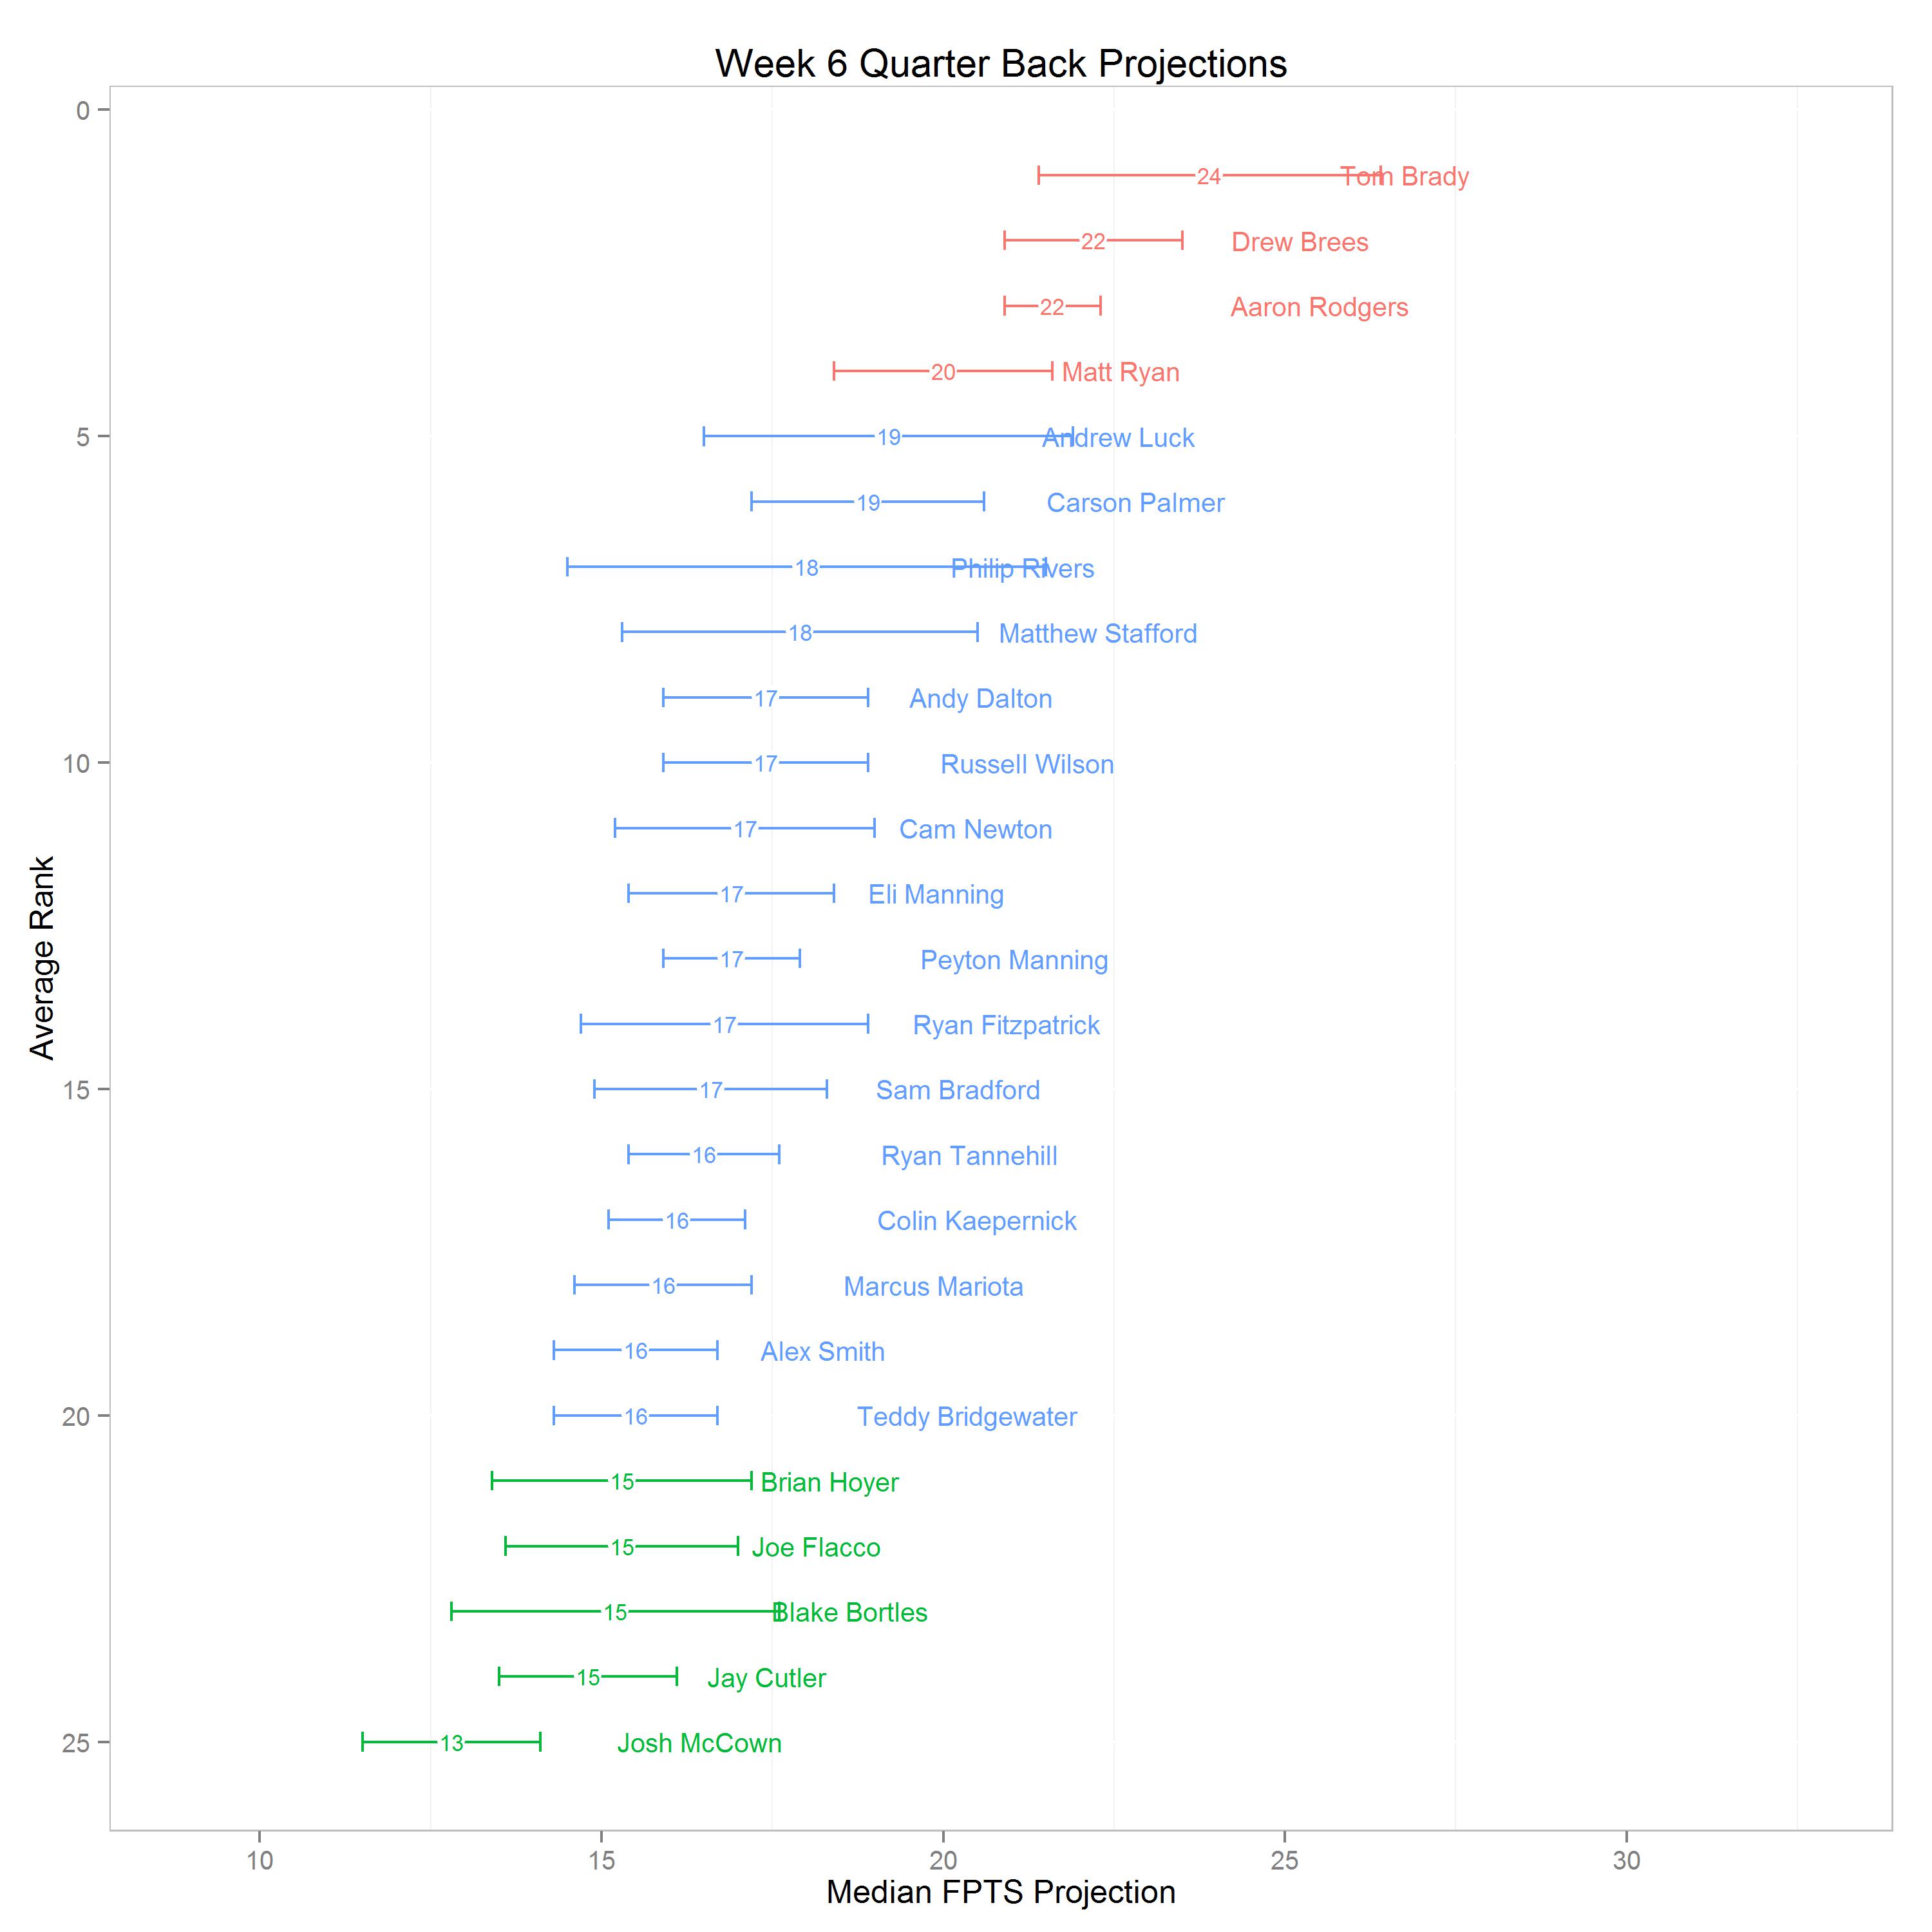 Week 6 Quarter Back Projections
0
24 Tom Brady
22 Drew Brees
22 Aaron Rodgers
20 Matt Ryan
5 19 Andrew Luck
19 Carson Palmer
18 Philip Rivers
18 Matthew Stafford
17 Andy Dalton
10 17 Russell Wilson
17 Cam Newton
17 Eli Manning
17 Peyton Manning
17 Ryan Fitzpatrick
15 17 Sam Bradford
16 Ryan Tannehill
16 Colin Kaepernick
16 Marcus Mariota
16 Alex Smith
20 16 Teddy Bridgewater
15 Brian Hoyer
15 Joe Flacco
15 Blake Bortles
15 Jay Cutler
25 13 Josh McCown
Average Rank
10 15 20 25 30
Median FPTS Projection